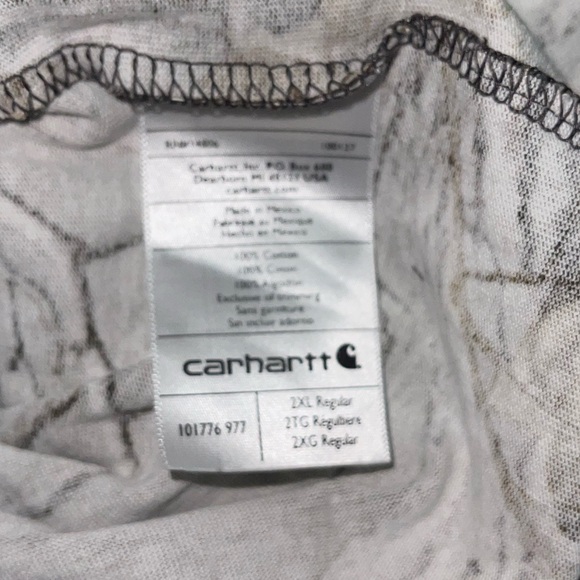 Carhartt, Inc. P.O. Box 600
Dearborn MI 48121 USA
carhartt.com
Made in Mexico
Fabriqué au Mexique
Hecho en Mexico
100% Cotton
100% Coton
100% Algodon
Exclusive of trimming
Sans garniture
Sin incluir adorno
carhartt
101776 977
2XL Regular
2TG Régulière
2XG Regular